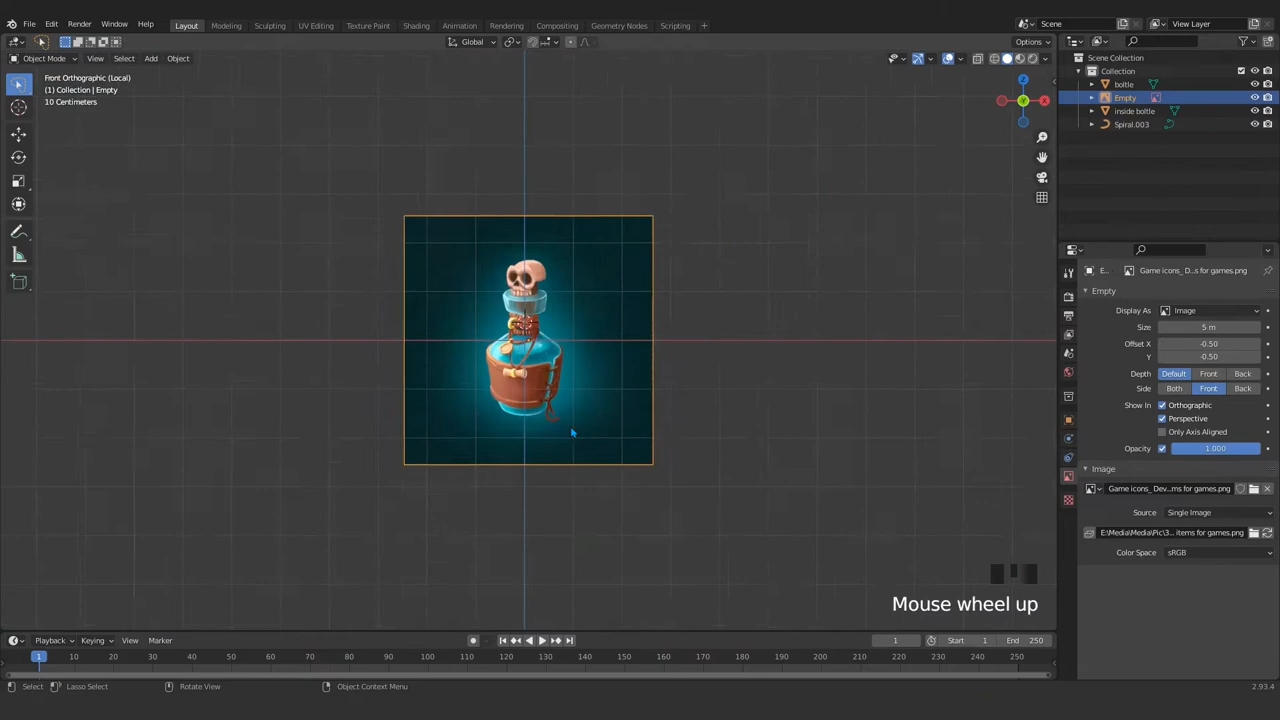 File Edit Render Window Help Layout Modeling Sculpting UV Editing Texture Paint Shading Animation Rendering Compositing Geometry Nodes Scripting + Scene View Layer
Global Options
Object Mode View Select Add Object
Front Orthographic (Local)
(1) Collection | Empty
10 Centimeters
Z
Y
X
Scene Collection
Collection
boltle
Empty
inside boltle
Spiral.003
E... Game icons_ D...s for games.png
Empty
Display As Image
Size 5 m
Offset X -0.50
Y -0.50
Depth Default Front Back
Side Both Front Back
Show In Orthographic
Perspective
Only Axis Aligned
Opacity 1.000
Image
Game icons_ Dev...ms for games.png
Source Single Image
E:\Media\Media\Pic\3... items for games.png
Color Space sRGB
Mouse wheel up
Playback Keying View Marker 1 Start 1 End 250
1 10 20 30 40 50 60 70 80 90 100 110 120 130 140 150 160 170 180 190 200 210 220 230 240 250
Select Lasso Select Rotate View Object Context Menu 2.93.4